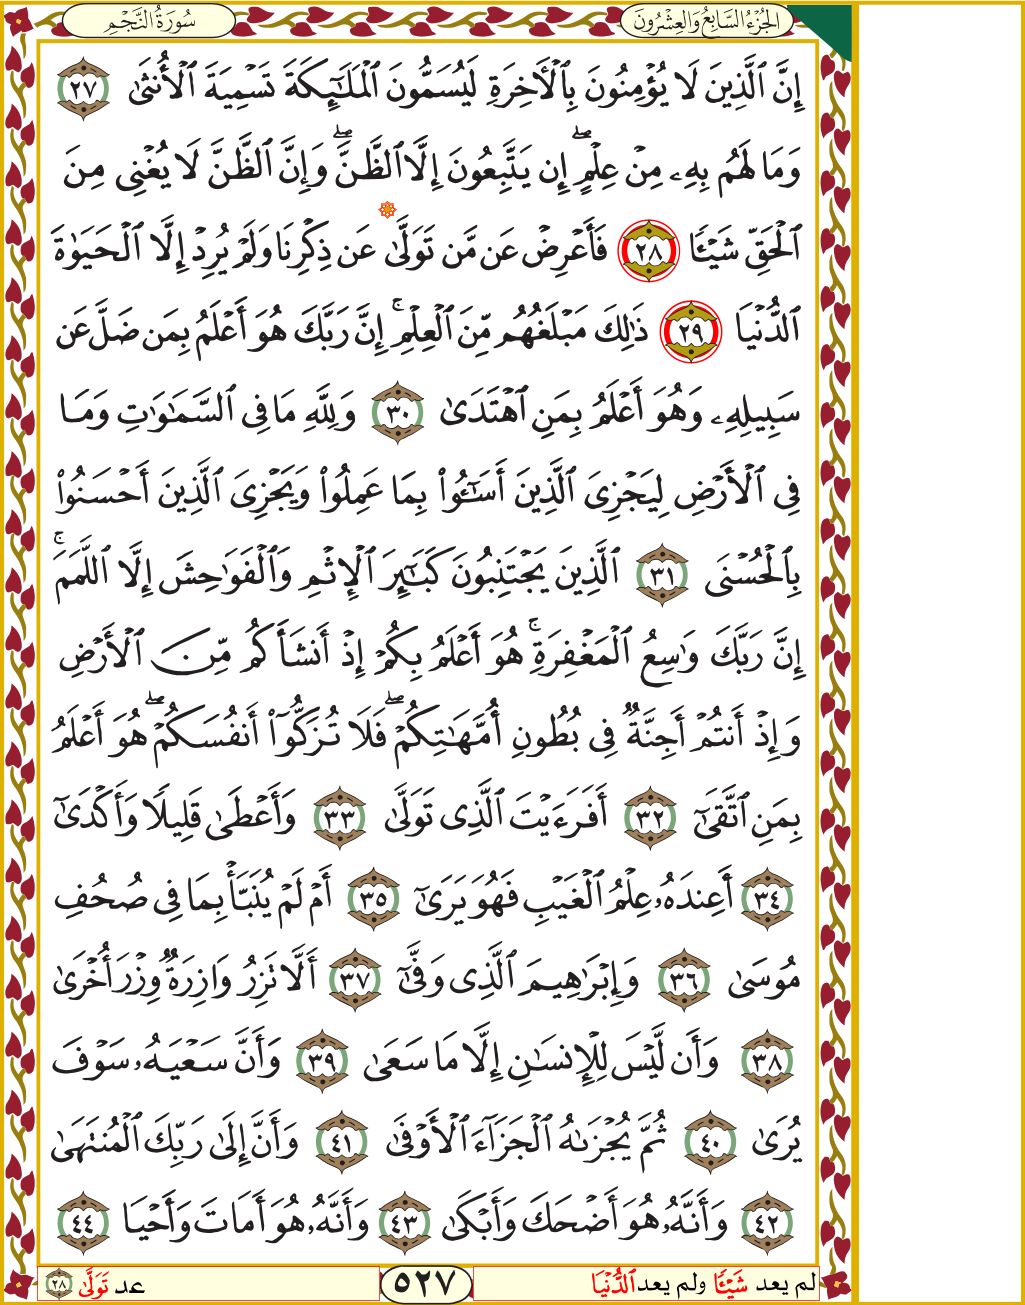 سُورَةُ النَّجْمِ
الجُزْءُ السَّابِعُ وَالعِشْرُونَ
إِنَّ ٱلَّذِينَ لَا يُؤْمِنُونَ بِٱلْأَخِرَةِ لَيُسَمُّونَ ٱلْمَلَـٰٓئِكَةَ تَسْمِيَةَ ٱلْأُنثَىٰ ٢٧
وَمَا لَهُم بِهِۦ مِنْ عِلْمٍ ۖ إِن يَتَّبِعُونَ إِلَّا ٱلظَّنَّ ۖ وَإِنَّ ٱلظَّنَّ لَا يُغْنِى مِنَ
ٱلْحَقِّ شَيْـًٔا ٢٨ فَأَعْرِضْ عَن مَّن تَوَلَّىٰ عَن ذِكْرِنَا وَلَمْ يُرِدْ إِلَّا ٱلْحَيَوٰةَ
ٱلدُّنْيَا ٢٩ ذَٰلِكَ مَبْلَغُهُم مِّنَ ٱلْعِلْمِ ۚ إِنَّ رَبَّكَ هُوَ أَعْلَمُ بِمَن ضَلَّ عَن
سَبِيلِهِۦ وَهُوَ أَعْلَمُ بِمَنِ ٱهْتَدَىٰ ٣٠ وَلِلَّهِ مَا فِى ٱلسَّمَـٰوَٰتِ وَمَا
فِى ٱلْأَرْضِ لِيَجْزِىَ ٱلَّذِينَ أَسَـٰٓـُٔوا۟ بِمَا عَمِلُوا۟ وَيَجْزِىَ ٱلَّذِينَ أَحْسَنُوا۟
بِٱلْحُسْنَى ٣١ ٱلَّذِينَ يَجْتَنِبُونَ كَبَـٰٓئِرَ ٱلْإِثْمِ وَٱلْفَوَٰحِشَ إِلَّا ٱللَّمَمَ ۚ
إِنَّ رَبَّكَ وَٰسِعُ ٱلْمَغْفِرَةِ ۚ هُوَ أَعْلَمُ بِكُمْ إِذْ أَنشَأَكُم مِّنَ ٱلْأَرْضِ
وَإِذْ أَنتُمْ أَجِنَّةٌ فِى بُطُونِ أُمَّهَـٰتِكُمْ ۖ فَلَا تُزَكُّوٓا۟ أَنفُسَكُمْ ۖ هُوَ أَعْلَمُ
بِمَنِ ٱتَّقَىٰٓ ٣٢ أَفَرَءَيْتَ ٱلَّذِى تَوَلَّىٰ ٣٣ وَأَعْطَىٰ قَلِيلًا وَأَكْدَىٰٓ
٣٤ أَعِندَهُۥ عِلْمُ ٱلْغَيْبِ فَهُوَ يَرَىٰٓ ٣٥ أَمْ لَمْ يُنَبَّأْ بِمَا فِى صُحُفِ
مُوسَىٰ ٣٦ وَإِبْرَٰهِيمَ ٱلَّذِى وَفَّىٰٓ ٣٧ أَلَّا تَزِرُ وَازِرَةٌ وِزْرَ أُخْرَىٰ
٣٨ وَأَن لَّيْسَ لِلْإِنسَـٰنِ إِلَّا مَا سَعَىٰ ٣٩ وَأَنَّ سَعْيَهُۥ سَوْفَ
يُرَىٰ ٤٠ ثُمَّ يُجْزَىٰهُ ٱلْجَزَآءَ ٱلْأَوْفَىٰ ٤١ وَأَنَّ إِلَىٰ رَبِّكَ ٱلْمُنتَهَىٰ
٤٢ وَأَنَّهُۥ هُوَ أَضْحَكَ وَأَبْكَىٰ ٤٣ وَأَنَّهُۥ هُوَ أَمَاتَ وَأَحْيَا ٤٤
لم يعد شَيْـًٔا ولم يعد ٱلدُّنْيَا
٥٢٧
عد تَوَلَّىٰ ٢٨